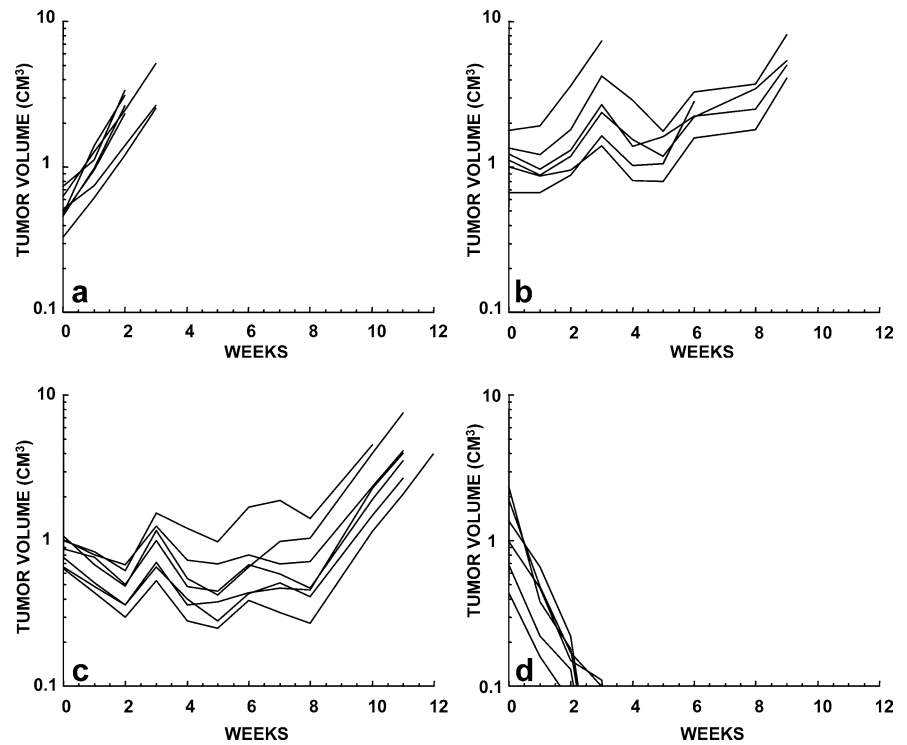 10
1
0.1
TUMOR VOLUME (CM³)
a
0 2 4 6 8 10 12
WEEKS
10
1
0.1
TUMOR VOLUME (CM³)
b
0 2 4 6 8 10 12
WEEKS
10
1
0.1
TUMOR VOLUME (CM³)
c
0 2 4 6 8 10 12
WEEKS
10
1
0.1
TUMOR VOLUME (CM³)
d
0 2 4 6 8 10 12
WEEKS